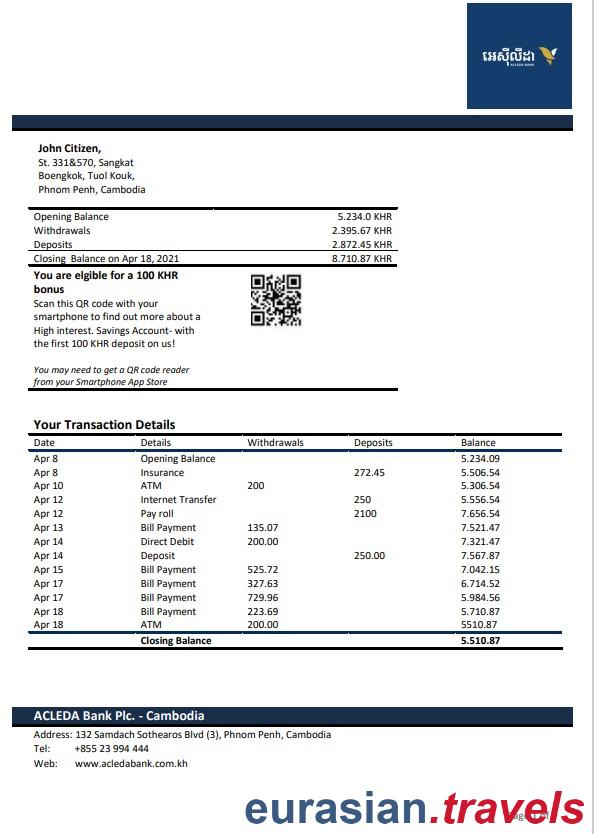 អេស៊ីលីដា
ACLEDA BANK
John Citizen,
St. 331&570, Sangkat
Boengkok, Tuol Kouk,
Phnom Penh, Cambodia
Opening Balance 5.234.0 KHR
Withdrawals 2.395.67 KHR
Deposits 2.872.45 KHR
Closing Balance on Apr 18, 2021 8.710.87 KHR
You are elgible for a 100 KHR
bonus
Scan this QR code with your
smartphone to find out more about a
High interest. Savings Account- with
the first 100 KHR deposit on us!
You may need to get a QR code reader
from your Smartphone App Store
Your Transaction Details
Date Details Withdrawals Deposits Balance
Apr 8 Opening Balance 5.234.09
Apr 8 Insurance 272.45 5.506.54
Apr 10 ATM 200 5.306.54
Apr 12 Internet Transfer 250 5.556.54
Apr 12 Pay roll 2100 7.656.54
Apr 13 Bill Payment 135.07 7.521.47
Apr 14 Direct Debit 200.00 7.321.47
Apr 14 Deposit 250.00 7.567.87
Apr 15 Bill Payment 525.72 7.042.15
Apr 17 Bill Payment 327.63 6.714.52
Apr 17 Bill Payment 729.96 5.984.56
Apr 18 Bill Payment 223.69 5.710.87
Apr 18 ATM 200.00 5510.87
Closing Balance 5.510.87
ACLEDA Bank Plc. - Cambodia
Address: 132 Samdach Sothearos Blvd (3), Phnom Penh, Cambodia
Tel: +855 23 994 444
Web: www.acledabank.com.kh
eurasian.travels